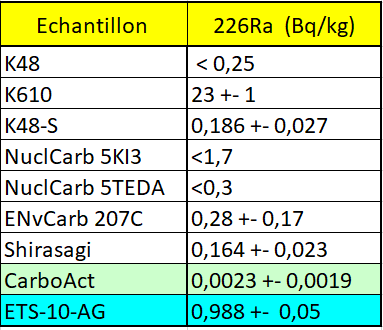 Echantillon 226Ra (Bq/kg)
K48 < 0,25
K610 23 +- 1
K48-S 0,186 +- 0,027
NuclCarb 5KI3 <1,7
NuclCarb 5TEDA <0,3
ENvCarb 207C 0,28 +- 0,17
Shirasagi 0,164 +- 0,023
CarboAct 0,0023 +- 0,0019
ETS-10-AG 0,988 +- 0,05